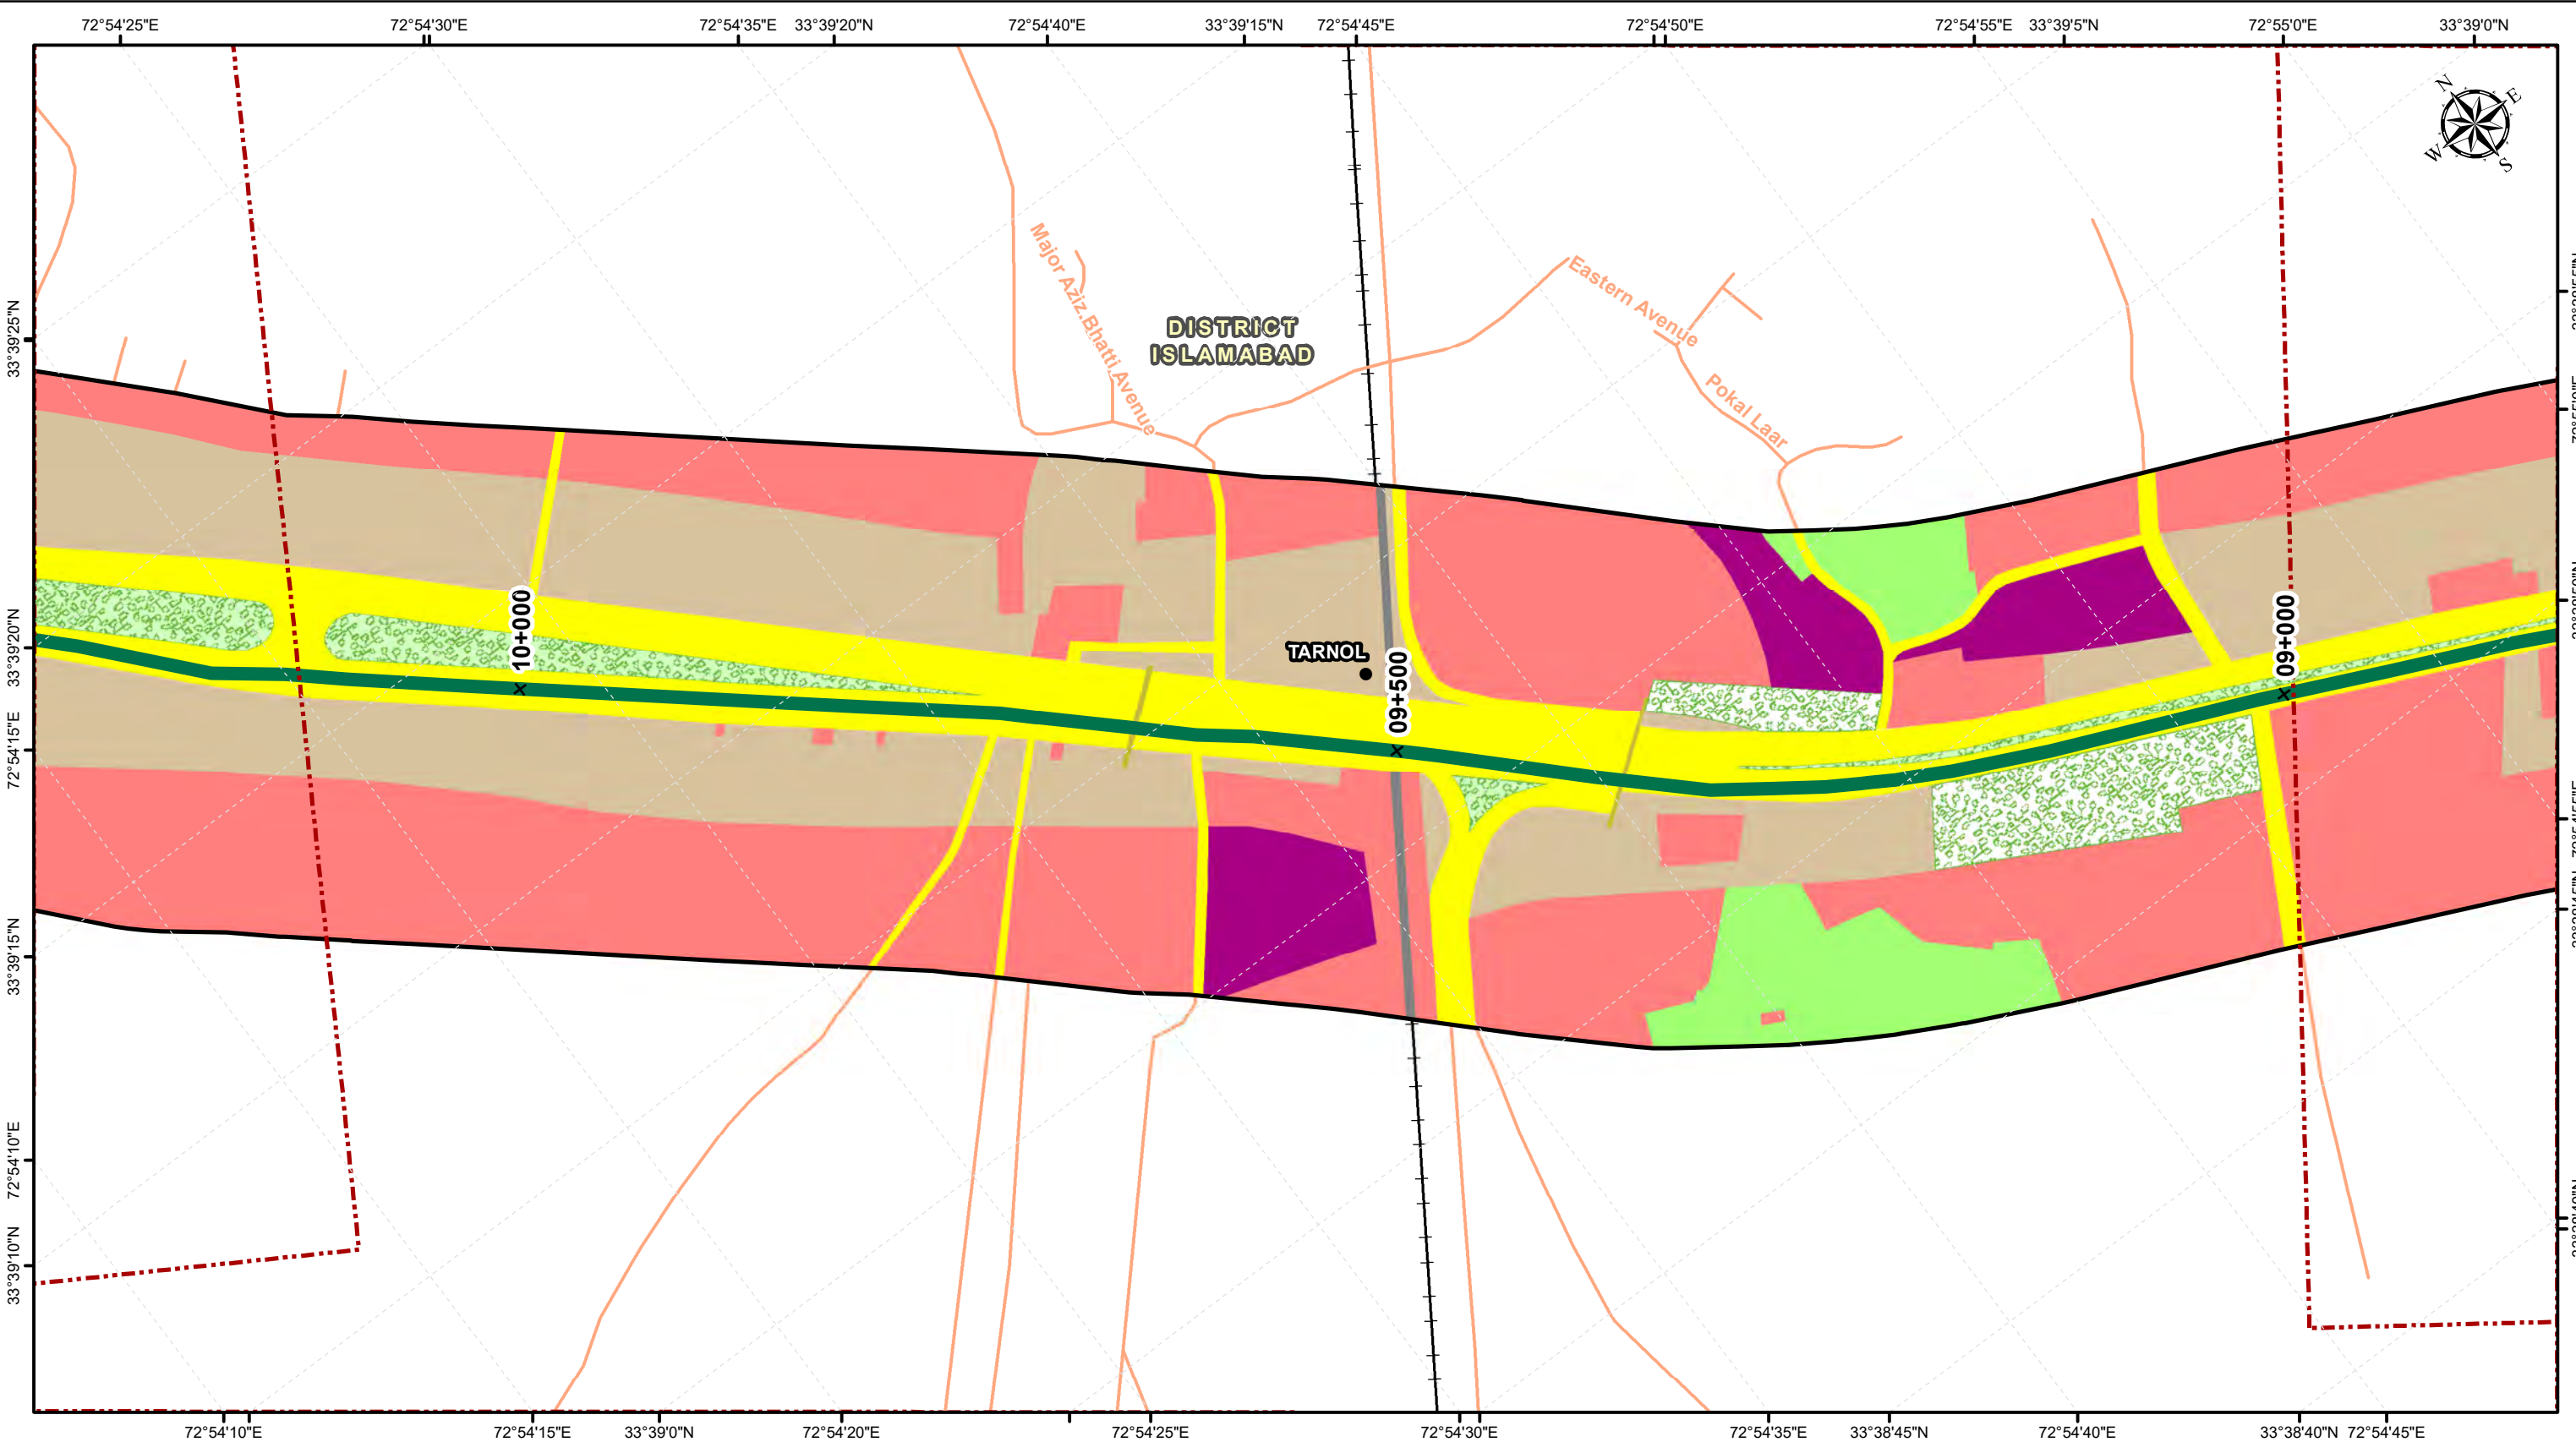 72°54'25"E
72°54'30"E
72°54'35"E
33°39'20"N
72°54'40"E
33°39'15"N
72°54'45"E
72°54'50"E
72°54'55"E
33°39'5"N
72°55'0"E
33°39'0"N
N
E
W
S
33°39'25"N
33°39'20"N
72°54'15"E
33°39'15"N
72°54'10"E
33°39'10"N
Major Aziz Bhatti Avenue
DISTRICT
ISLAMABAD
Eastern Avenue
Pokal Laar
10+000
TARNOL
09+500
09+000
72°54'10"E
72°54'15"E
33°39'0"N
72°54'20"E
72°54'25"E
72°54'30"E
72°54'35"E
33°38'45"N
72°54'40"E
33°38'40"N
72°54'45"E